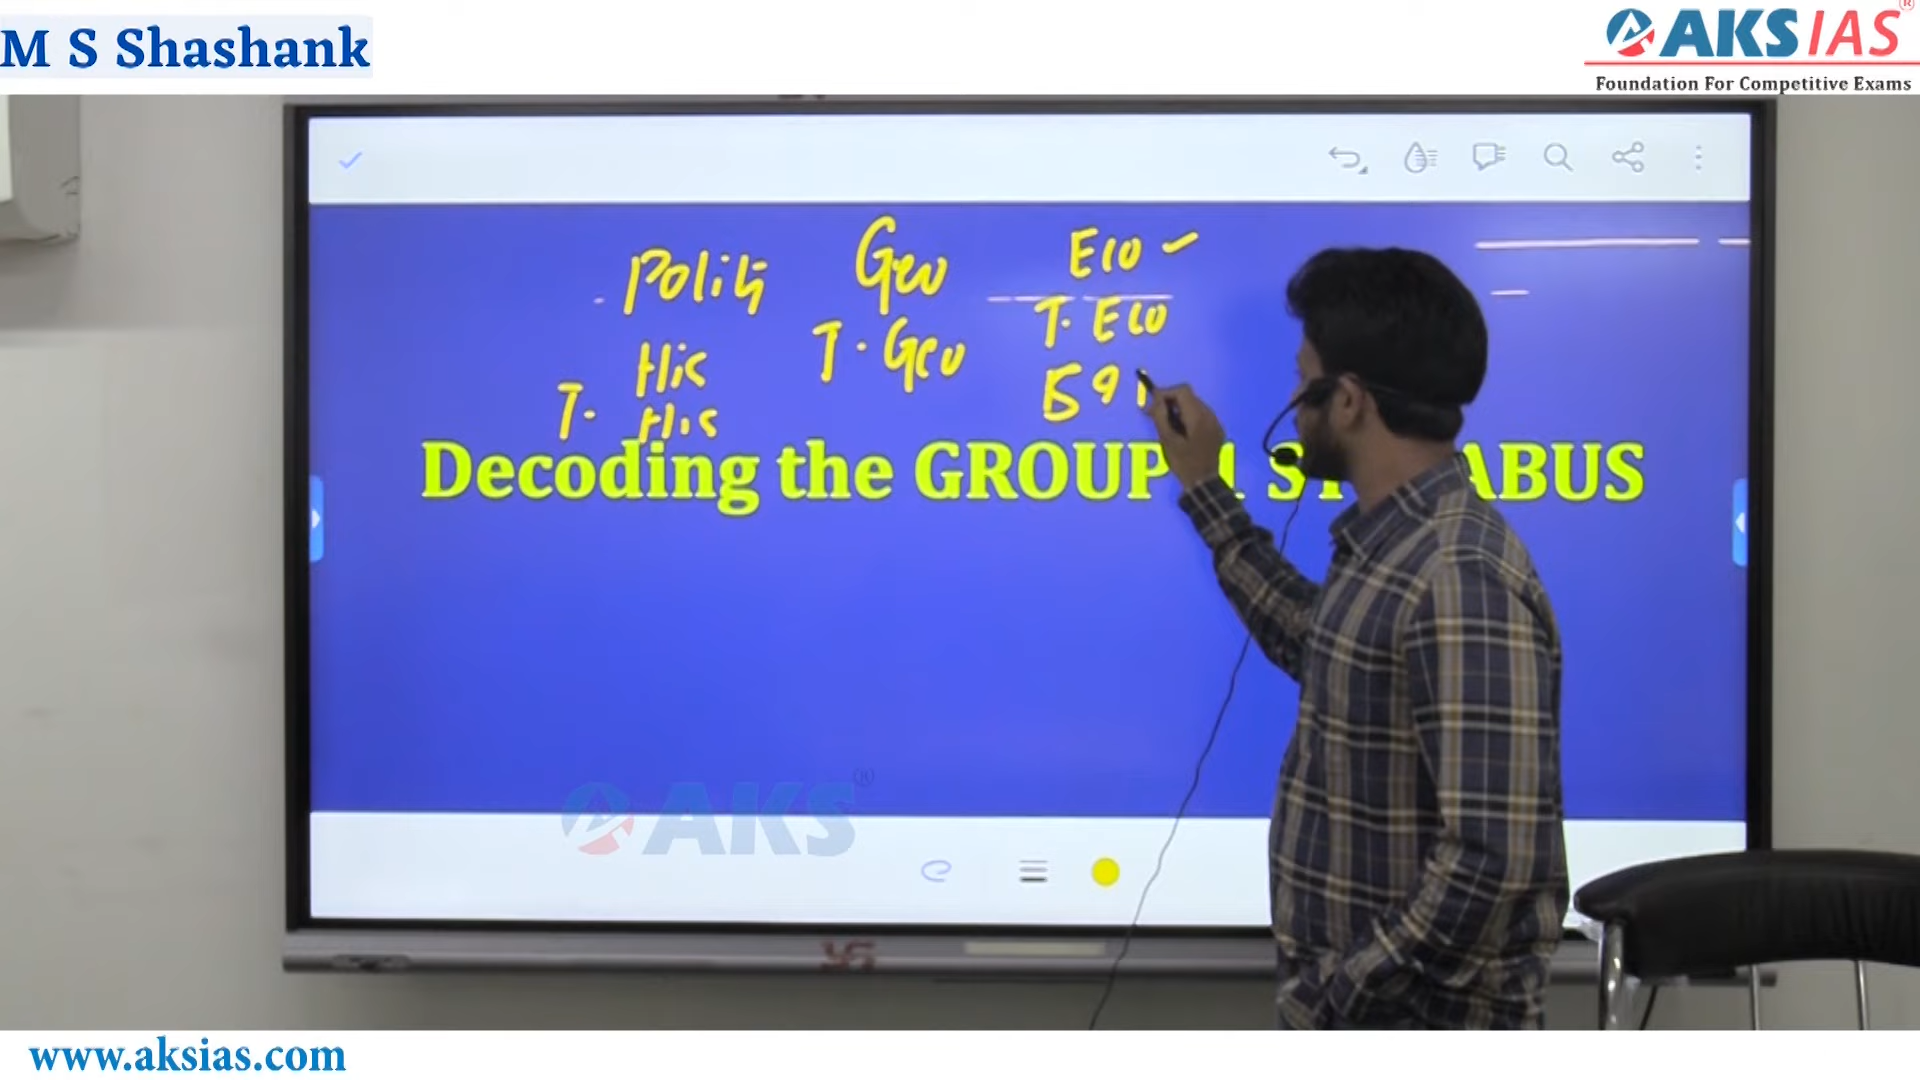 M S Shashank
AKS IAS ®
Foundation For Competitive Exams
Polity Geo Eco
T. Geo T. Eco
His
T. His
Decoding the GROUP 1 S
ABUS
AKS ®
www.aksias.com